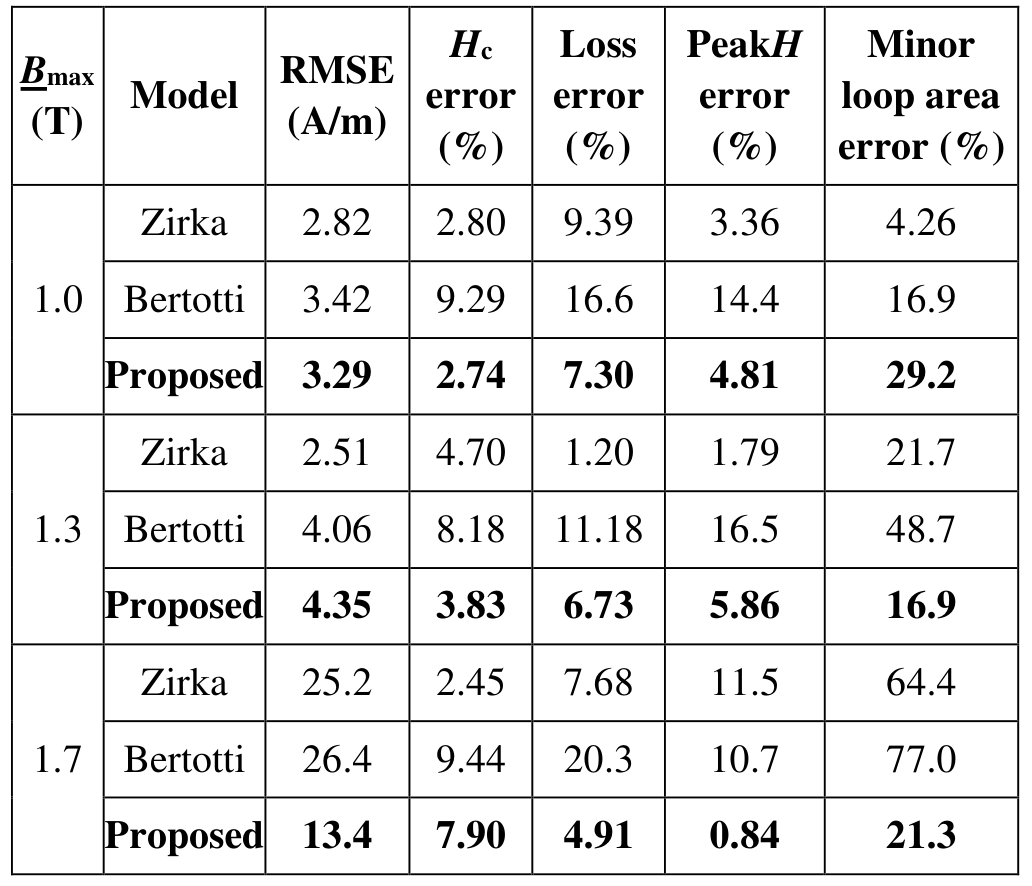 B max (T) Model RMSE (A/m) Hc error (%) Loss error (%) PeakH error (%) Minor loop area error (%)
1.0 Zirka 2.82 2.80 9.39 3.36 4.26
Bertotti 3.42 9.29 16.6 14.4 16.9
Proposed 3.29 2.74 7.30 4.81 29.2
1.3 Zirka 2.51 4.70 1.20 1.79 21.7
Bertotti 4.06 8.18 11.18 16.5 48.7
Proposed 4.35 3.83 6.73 5.86 16.9
1.7 Zirka 25.2 2.45 7.68 11.5 64.4
Bertotti 26.4 9.44 20.3 10.7 77.0
Proposed 13.4 7.90 4.91 0.84 21.3